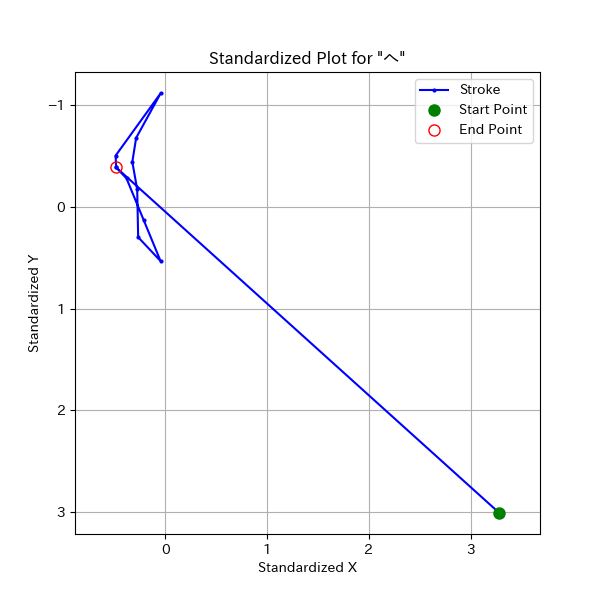 Standardized Plot for "へ"
Stroke
Start Point
End Point
−1
0
1
2
3
Standardized Y
0
1
2
3
Standardized X